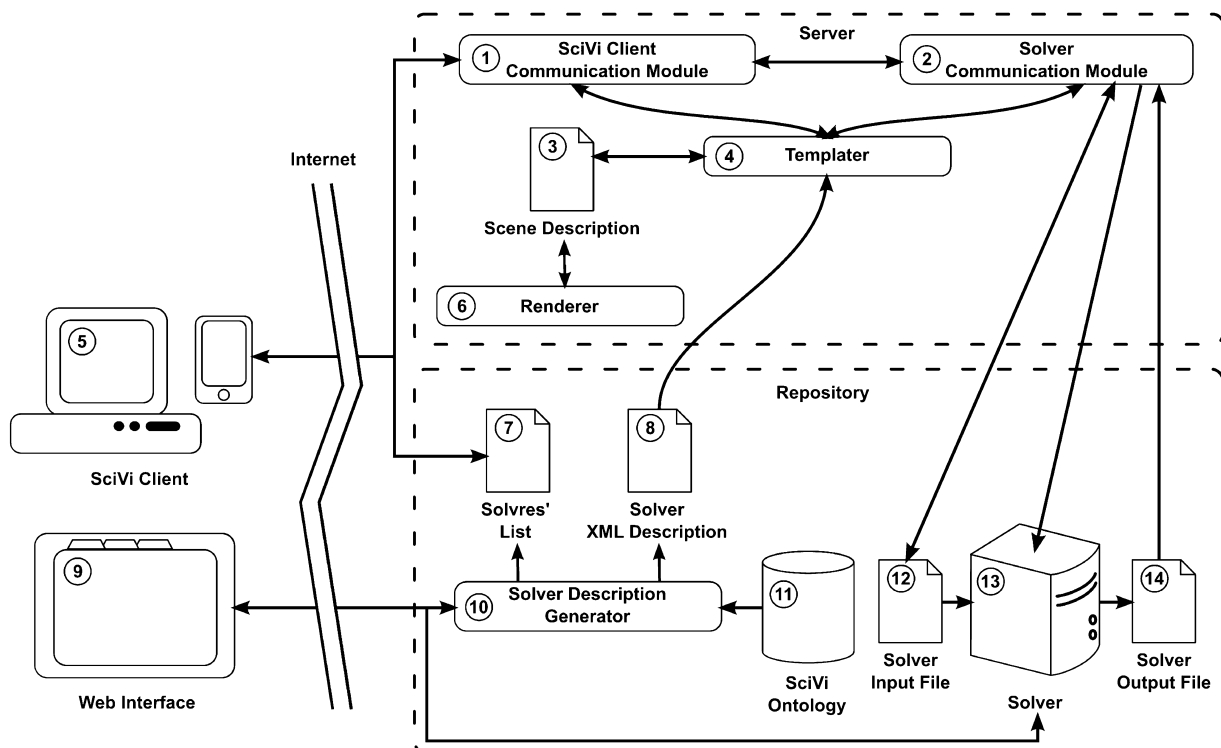 Server
1
SciVi Client
Communication Module
2
Solver
Communication Module
Internet
3
4
Templater
Scene Description
6
Renderer
5
SciVi Client
Repository
7
8
Solvres'
List
Solver
XML Description
9
Web Interface
10
Solver Description
Generator
11
SciVi
Ontology
12
Solver
Input File
13
Solver
14
Solver
Output File